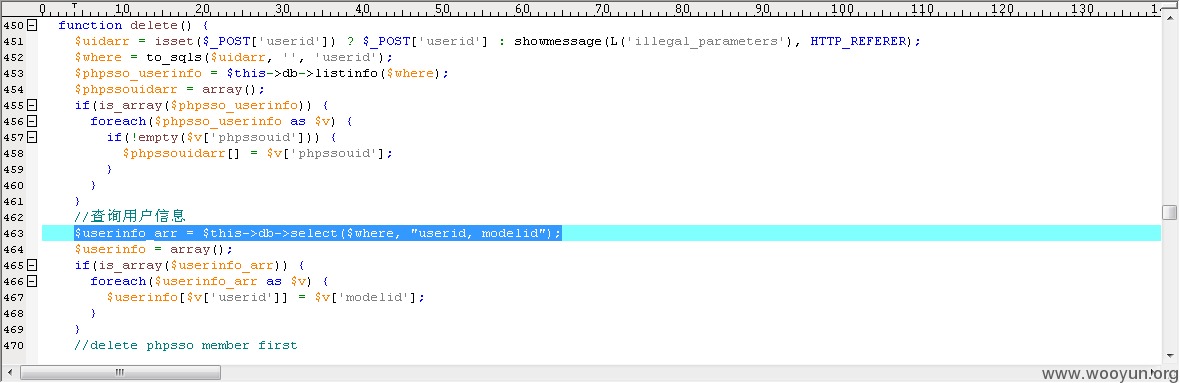 0 10 20 30 40 50 60 70 80 90 100 110 120 130 14
450 function delete() {
451 $uidarr = isset($_POST['userid']) ? $_POST['userid'] : showmessage(L('illegal_parameters'), HTTP_REFERER);
452 $where = to_sqls($uidarr, '', 'userid');
453 $phpsso_userinfo = $this->db->listinfo($where);
454 $phpssouidarr = array();
455 if(is_array($phpsso_userinfo)) {
456 foreach($phpsso_userinfo as $v) {
457 if(!empty($v['phpssouid'])) {
458 $phpssouidarr[] = $v['phpssouid'];
459 }
460 }
461 }
462 //查询用户信息
463 $userinfo_arr = $this->db->select($where, "userid, modelid");
464 $userinfo = array();
465 if(is_array($userinfo_arr)) {
466 foreach($userinfo_arr as $v) {
467 $userinfo[$v['userid']] = $v['modelid'];
468 }
469 }
470 //delete phpsso member first
www.wooyun.org